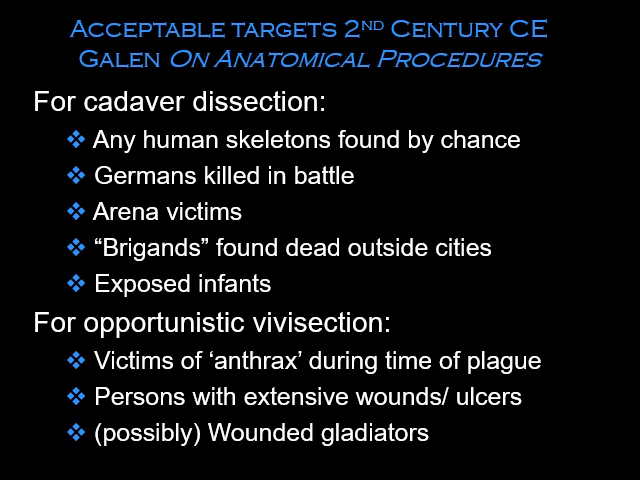 Acceptable targets 2nd Century CE
Galen On Anatomical Procedures
For cadaver dissection:
❖ Any human skeletons found by chance
❖ Germans killed in battle
❖ Arena victims
❖ “Brigands” found dead outside cities
❖ Exposed infants
For opportunistic vivisection:
❖ Victims of ‘anthrax’ during time of plague
❖ Persons with extensive wounds/ ulcers
❖ (possibly) Wounded gladiators